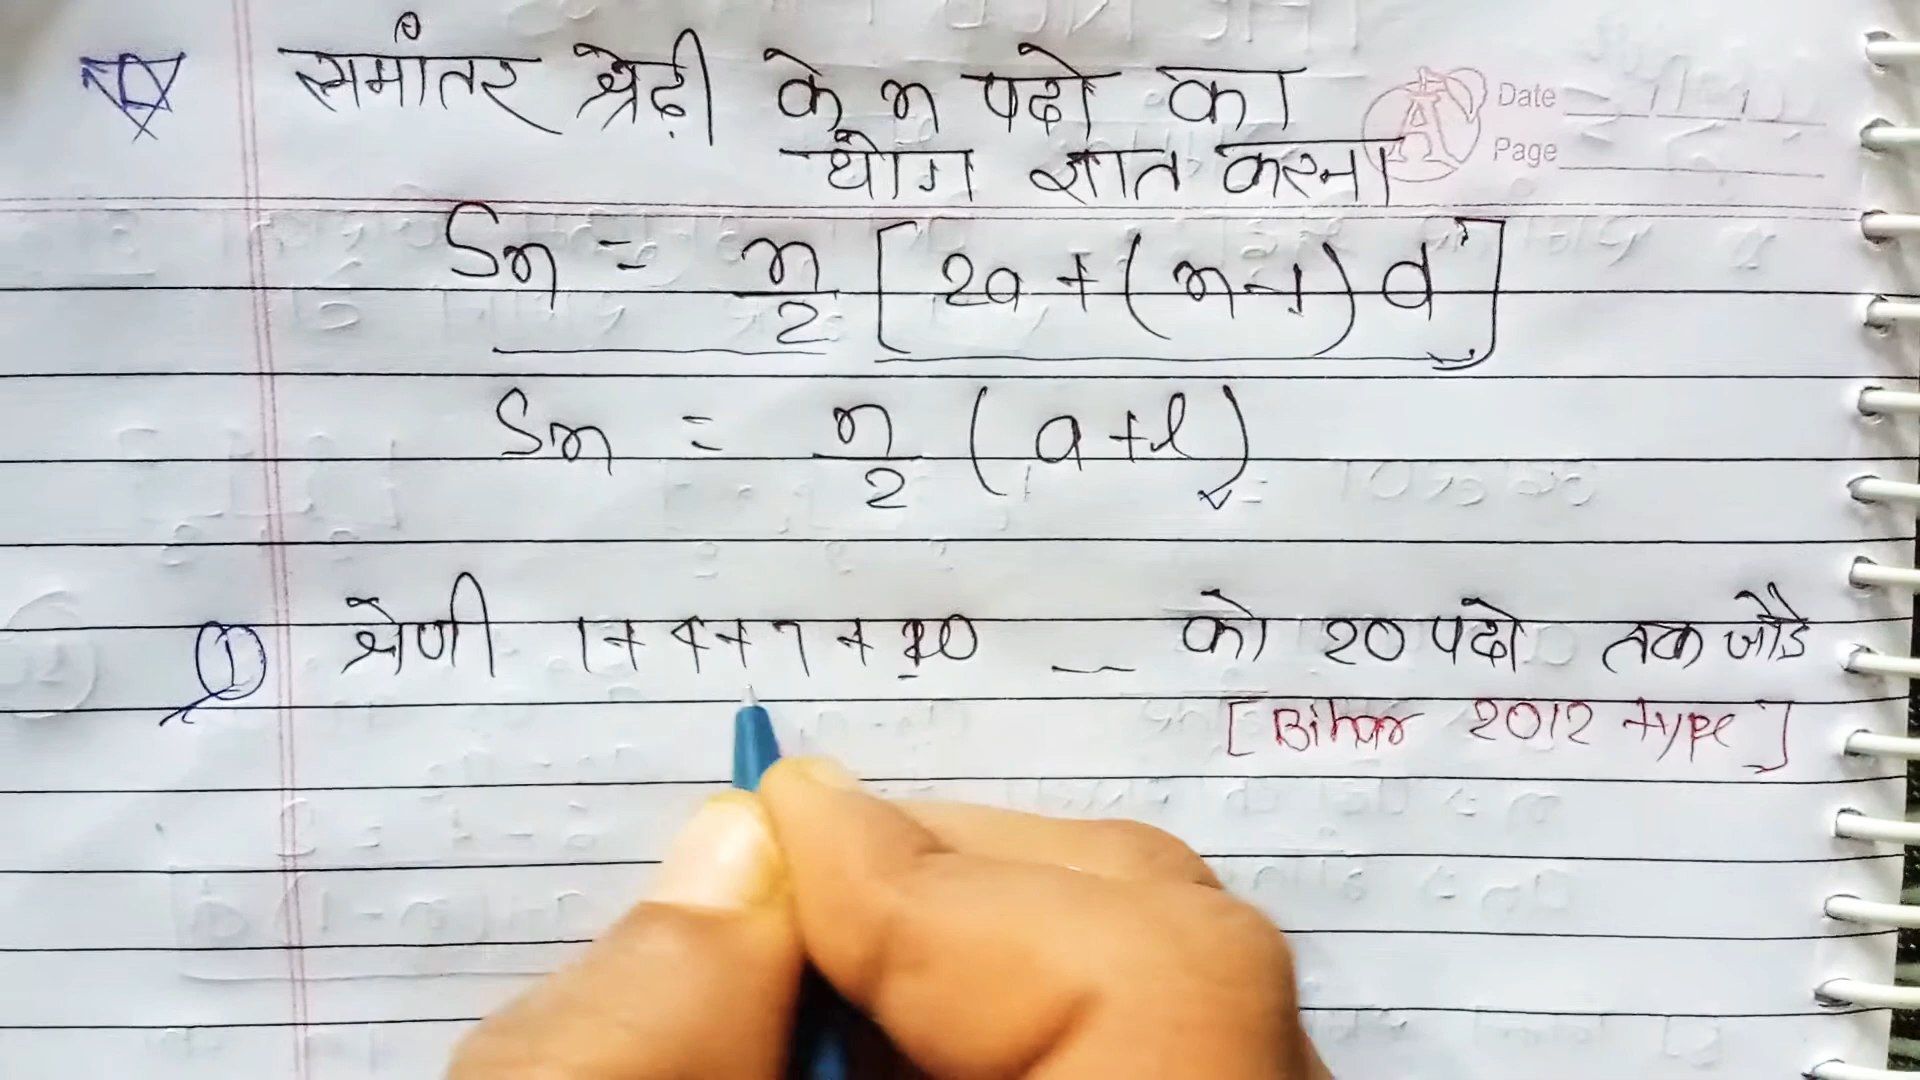 समांतर श्रेढ़ी के n पदो का
योग ज्ञात करना
Date
Page
Sn = n/2 [2a + (n-1) d]
Sn = n/2 (a+l)
① श्रेणी 1+4+7+10 __ को 20 पदो तक जोड़े
[Bihar 2012 type]